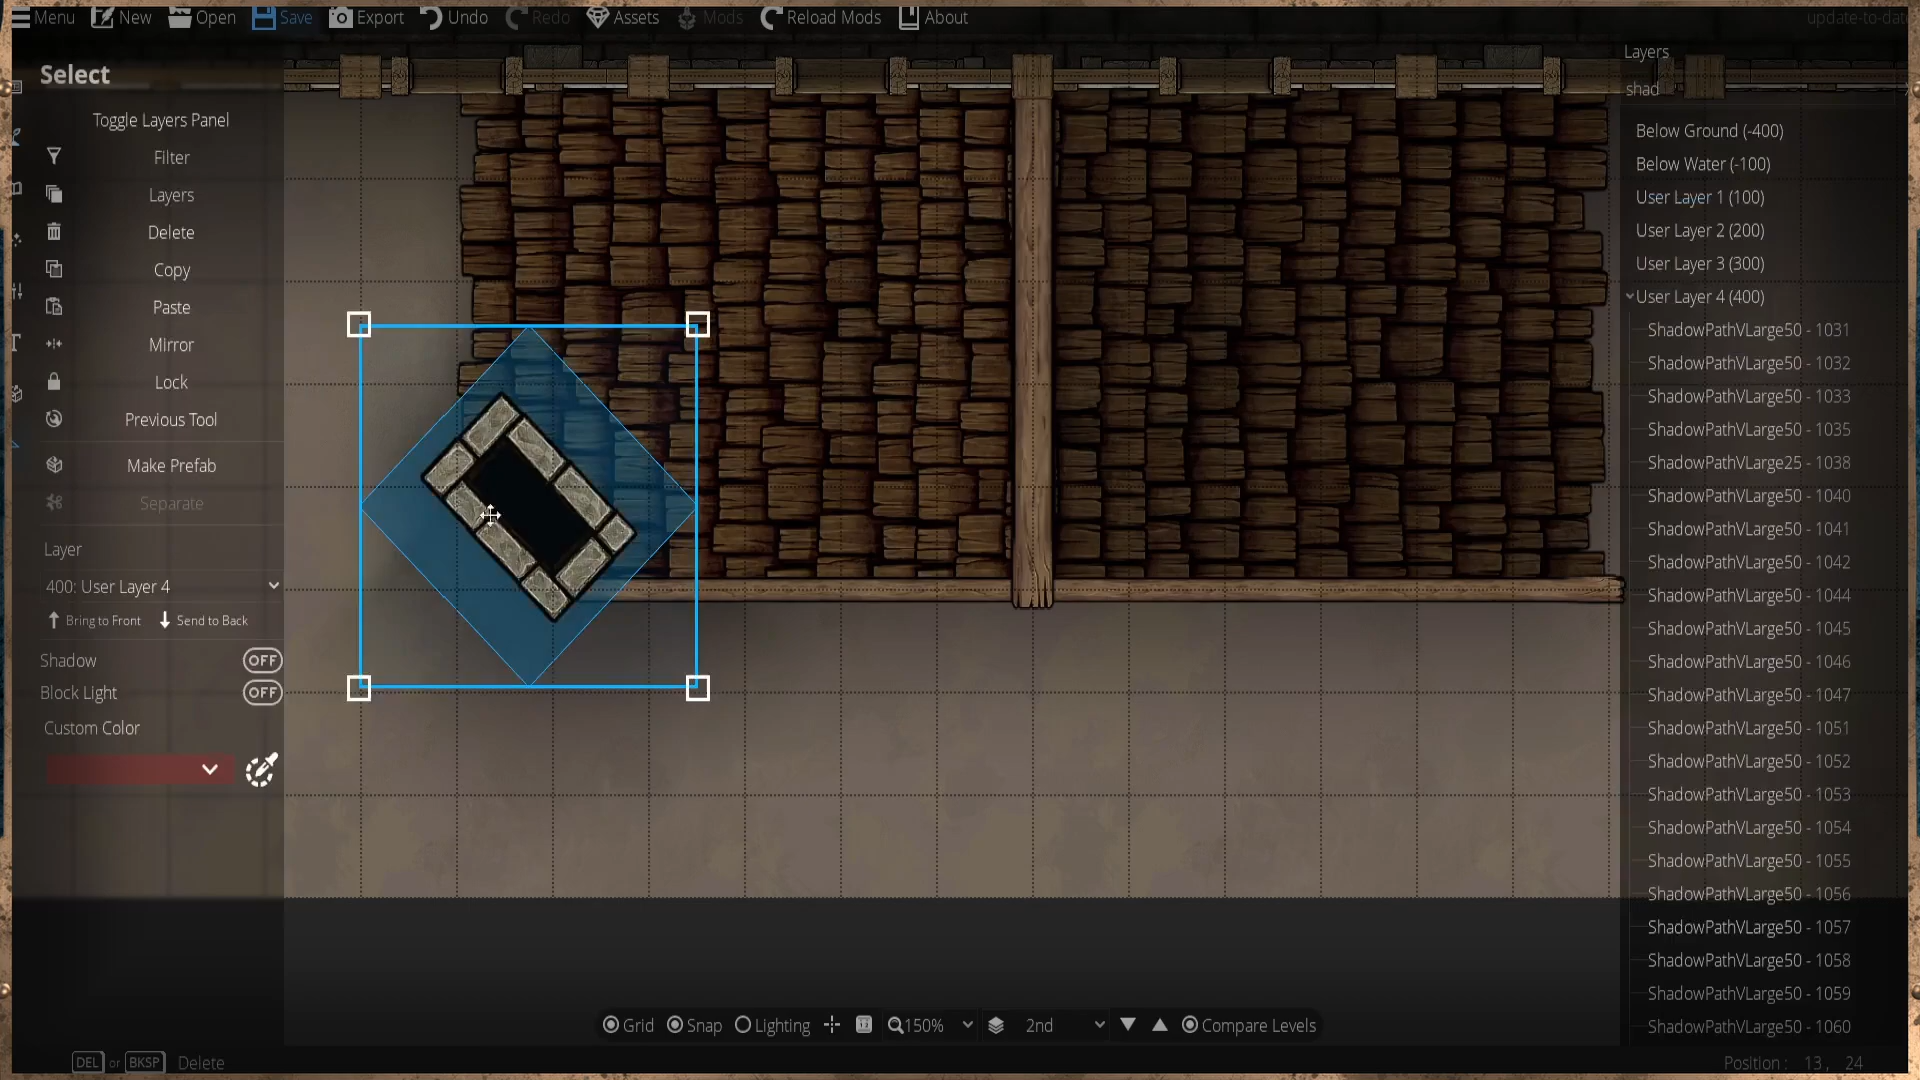 Menu New Open Save Export Undo Redo Assets Mods Reload Mods About
Select
Toggle Layers Panel
Filter
Layers
Delete
Copy
Paste
Mirror
Lock
Previous Tool
Make Prefab
Separate
Layer
400: User Layer 4
Bring to Front Send to Back
Shadow OFF
Block Light OFF
Custom Color
Layers
shad
Below Ground (-400)
Below Water (-100)
User Layer 1 (100)
User Layer 2 (200)
User Layer 3 (300)
User Layer 4 (400)
ShadowPathVLarge50 - 1031
ShadowPathVLarge50 - 1032
ShadowPathVLarge50 - 1033
ShadowPathVLarge50 - 1035
ShadowPathVLarge25 - 1038
ShadowPathVLarge50 - 1040
ShadowPathVLarge50 - 1041
ShadowPathVLarge50 - 1042
ShadowPathVLarge50 - 1044
ShadowPathVLarge50 - 1045
ShadowPathVLarge50 - 1046
ShadowPathVLarge50 - 1047
ShadowPathVLarge50 - 1051
ShadowPathVLarge50 - 1052
ShadowPathVLarge50 - 1053
ShadowPathVLarge50 - 1054
ShadowPathVLarge50 - 1055
ShadowPathVLarge50 - 1056
ShadowPathVLarge50 - 1057
ShadowPathVLarge50 - 1058
ShadowPathVLarge50 - 1059
ShadowPathVLarge50 - 1060
Grid Snap Lighting 150% 2nd Compare Levels
DEL or BKSP Delete
Position : 13, 24